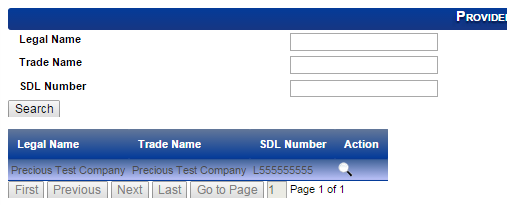 PROVIDE
Legal Name
Trade Name
SDL Number
Search
Legal Name Trade Name SDL Number Action
Precious Test Company Precious Test Company L555555555
First Previous Next Last Go to Page 1 Page 1 of 1